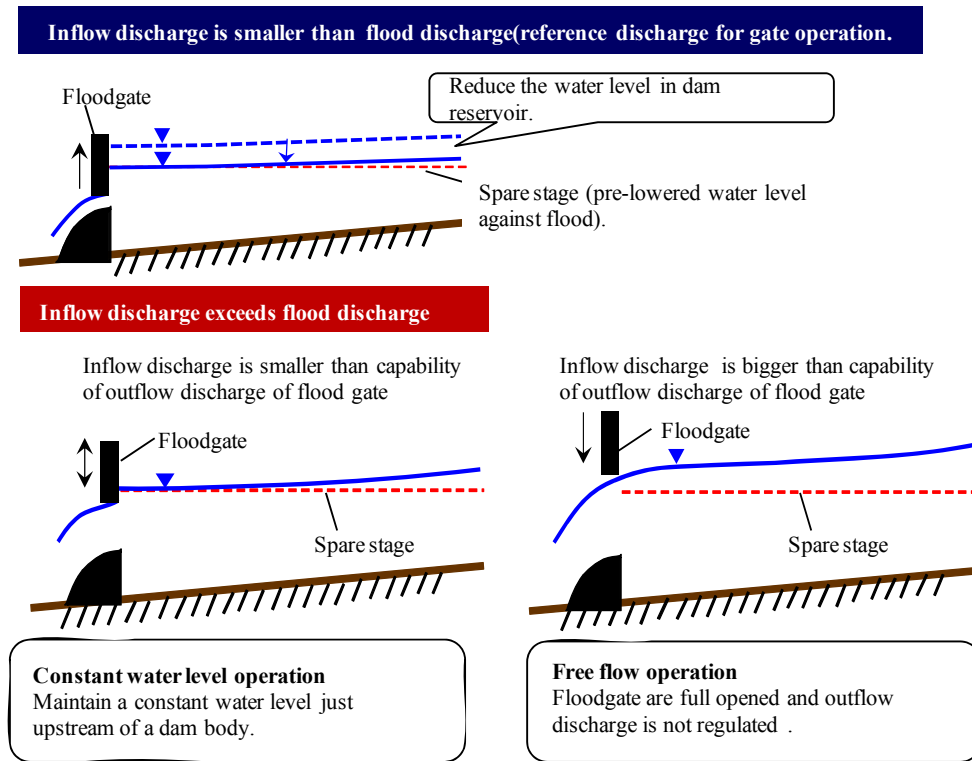 Inflow discharge is smaller than flood discharge(reference discharge for gate operation.
Floodgate
Reduce the water level in dam
reservoir.
Spare stage (pre-lowered water level
against flood).
Inflow discharge exceeds flood discharge
Inflow discharge is smaller than capability
of outflow discharge of flood gate
Floodgate
Spare stage
Inflow discharge is bigger than capability
of outflow discharge of flood gate
Floodgate
Spare stage
Constant water level operation
Maintain a constant water level just
upstream of a dam body.
Free flow operation
Floodgate are full opened and outflow
discharge is not regulated .